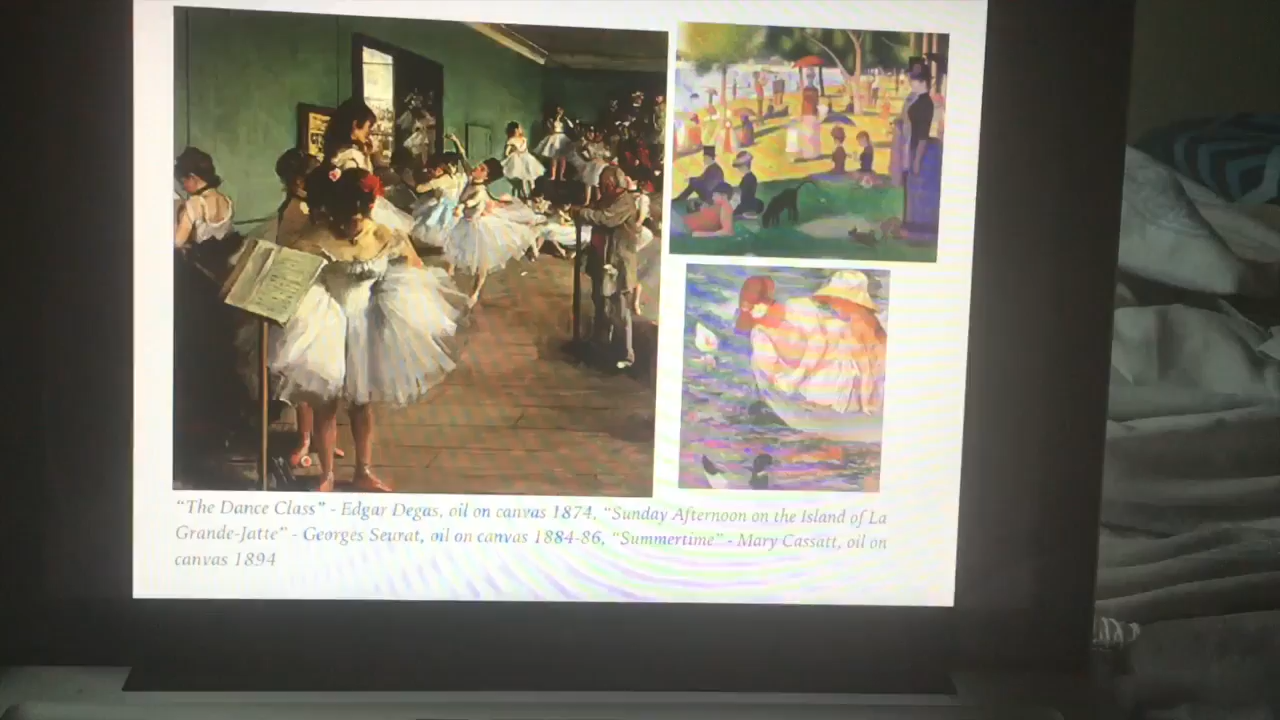 “The Dance Class” - Edgar Degas, oil on canvas 1874, “Sunday Afternoon on the Island of La
Grande-Jatte” - Georges Seurat, oil on canvas 1884-86, “Summertime” - Mary Cassatt, oil on
canvas 1894